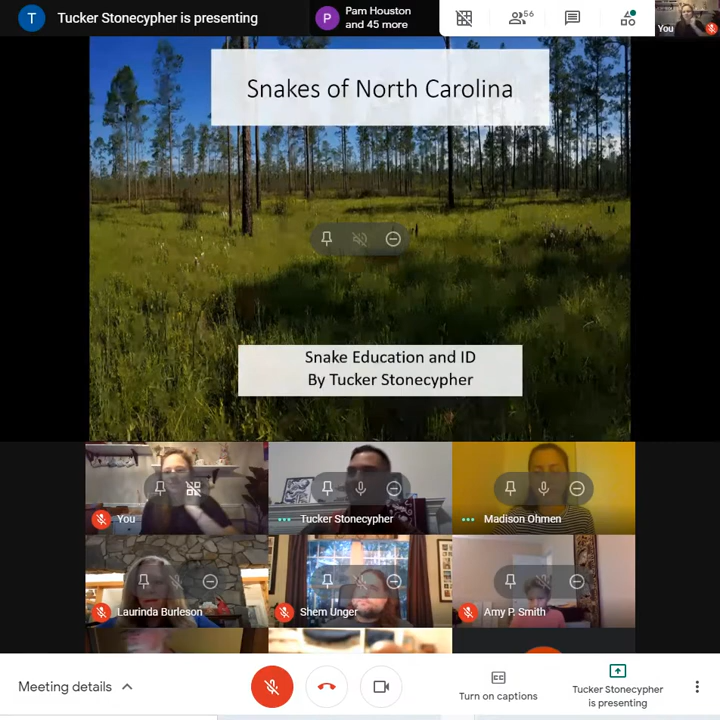 T
Tucker Stonecypher is presenting
P
Pam Houston
and 45 more
56
You
Snakes of North Carolina
Snake Education and ID
By Tucker Stonecypher
You
Tucker Stonecypher
Madison Ohmen
Laurinda Burleson
Shem Unger
Amy P. Smith
Meeting details
CC
Turn on captions
Tucker Stonecypher
is presenting